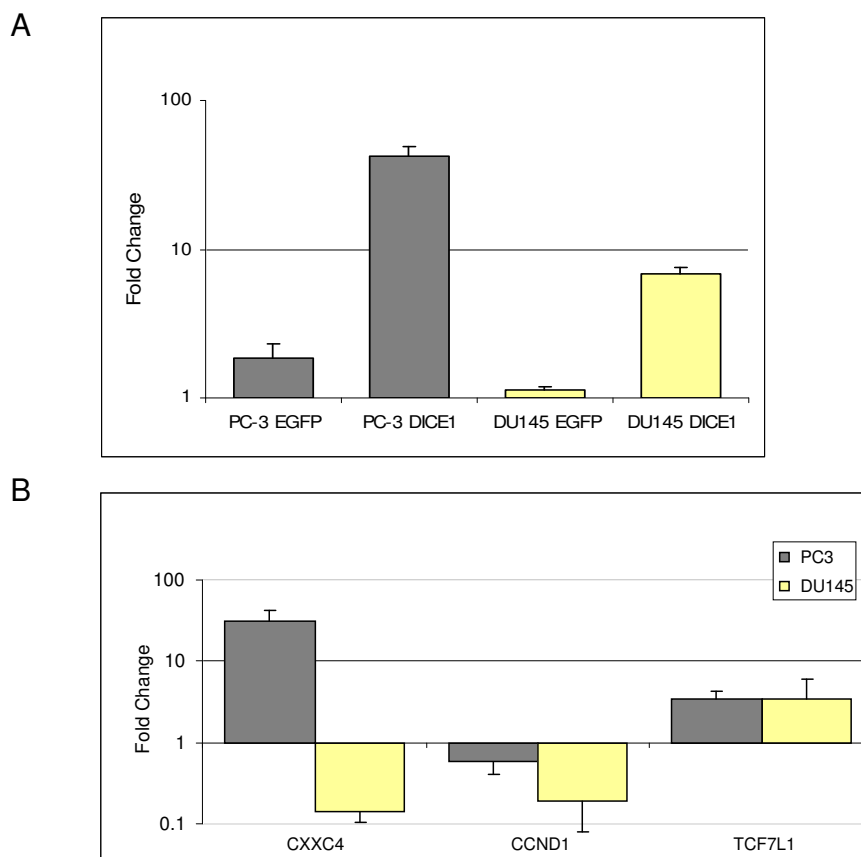 A
100
10
1
Fold Change
PC-3 EGFP
PC-3 DICE1
DU145 EGFP
DU145 DICE1
B
PC3
DU145
100
10
1
0.1
Fold Change
CXXC4
CCND1
TCF7L1